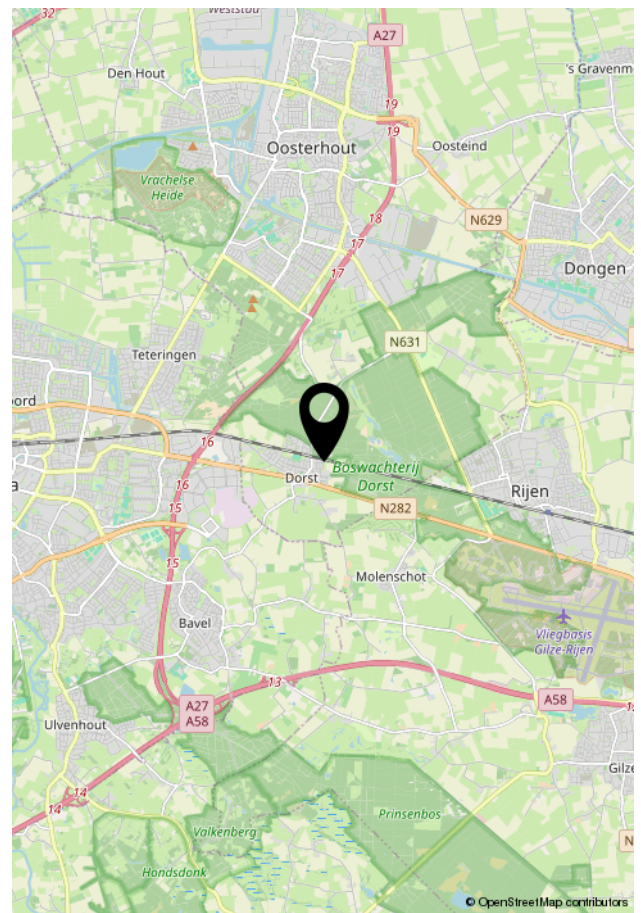 32
Weststad
A27
Den Hout
's Gravenm
19
19
Oosterhout
Oosteind
Vrachelse
Heide
18
N629
17
Dongen
17
N631
Teteringen
oord
16
Boswachterij
Dorst
a
Dorst
16
Rijen
15
N282
15
Molenschot
Bavel
Vliegbasis
Gilze-Rijen
13
A27
A58
A58
Ulvenhout
Gilze
14
14
Prinsenbos
Valkenberg
N
Hondsdonk
© OpenStreetMap contributors